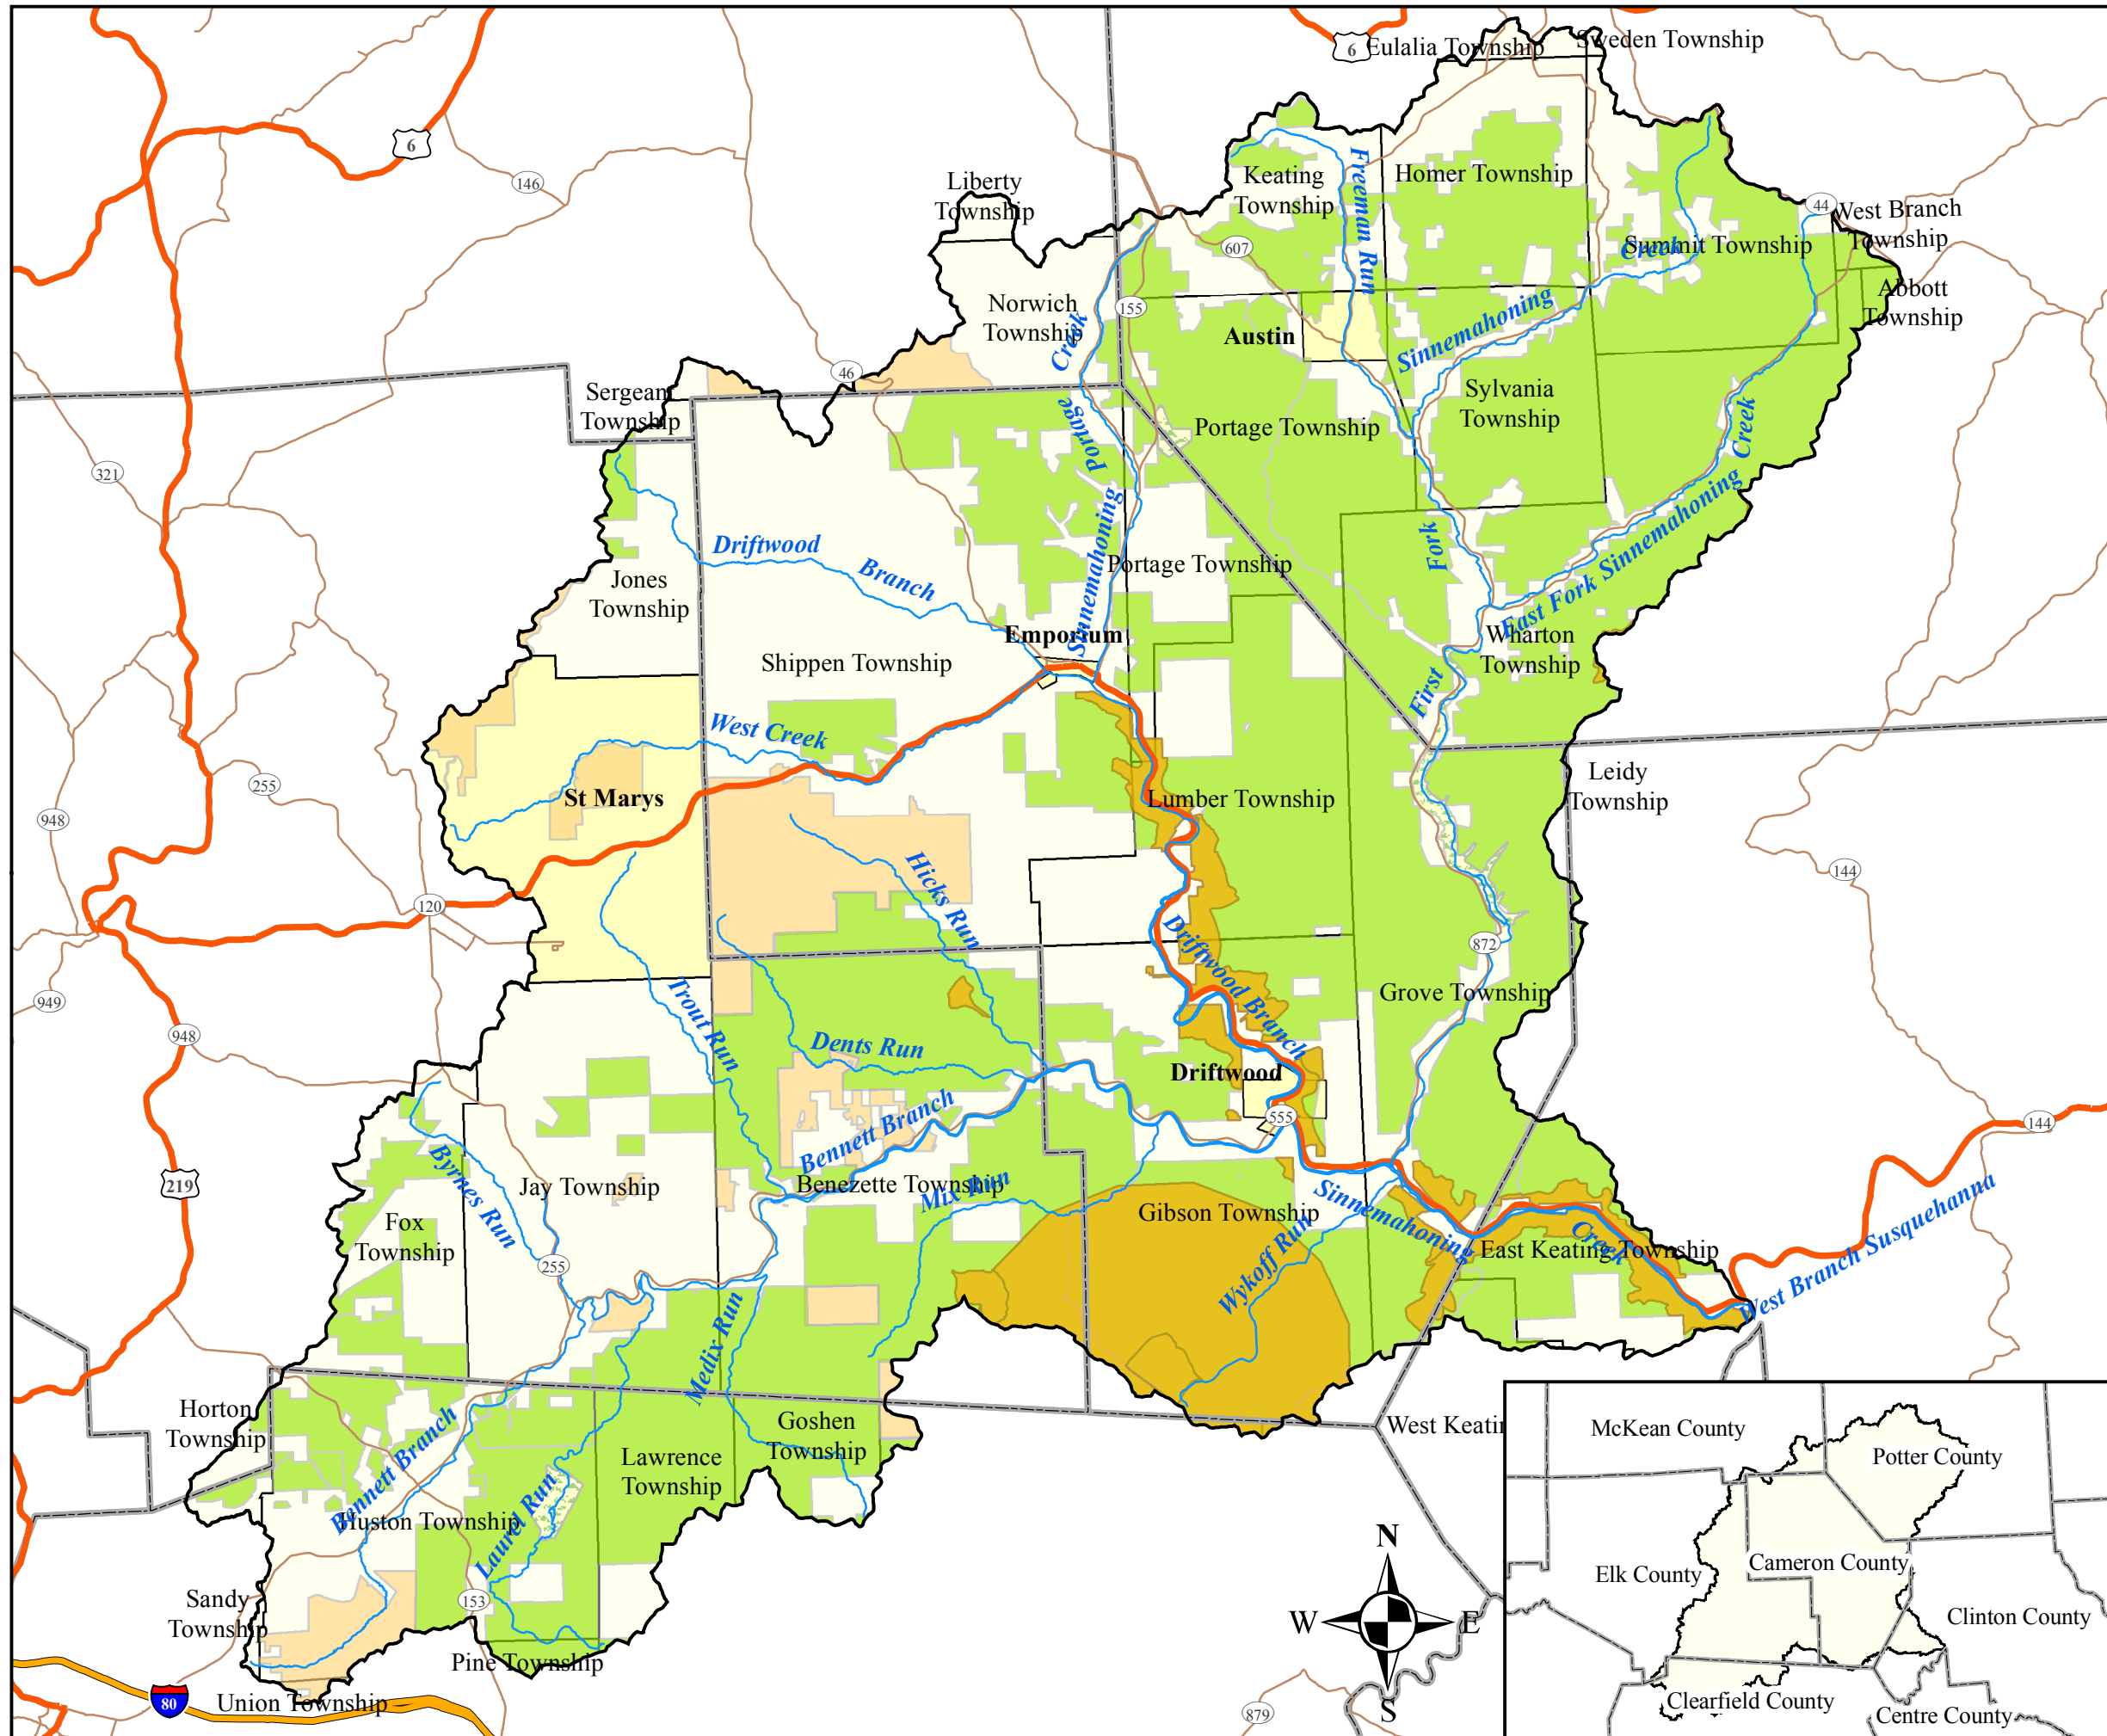 6
Eulalia Township
Sweden Township
6
146
Liberty
Township
Keating
Township
Freeman Run
Homer Township
44
West Branch
Township
607
Summit Township
Creek
Norwich
Township
155
Abbott
Township
Creek
Austin
Sinnemahoning
46
Sergeant
Township
Portage
Sylvania
Township
Portage Township
Creek
321
Sinnemahoning
Fork
East Fork Sinnemahoning
Driftwood
Branch
Jones
Township
Portage Township
Emporium
Wharton
Township
Shippen Township
First
West Creek
St Marys
255
948
Lumber Township
Leidy
Township
Hicks Run
144
120
Driftwood Branch
872
949
948
Trout Run
Grove Township
Dents Run
Driftwood
555
144
Bennett Branch
219
Byrnes Run
Jay Township
Benezette Township
Mix Run
Gibson Township
Sinnemahoning
Fox
Township
Wykoff Run
East Keating Township
Creek
West Branch Susquehanna
255
Medix Run
Horton
Township
Bennett Branch
Goshen
Township
Lawrence
Township
West Keatin
Huston Township
Laurel Run
153
Sandy
Township
Pine Township
80
Union Township
879
N
W
E
S
McKean County
Potter County
Elk County
Cameron County
Clinton County
Clearfield County
Centre County